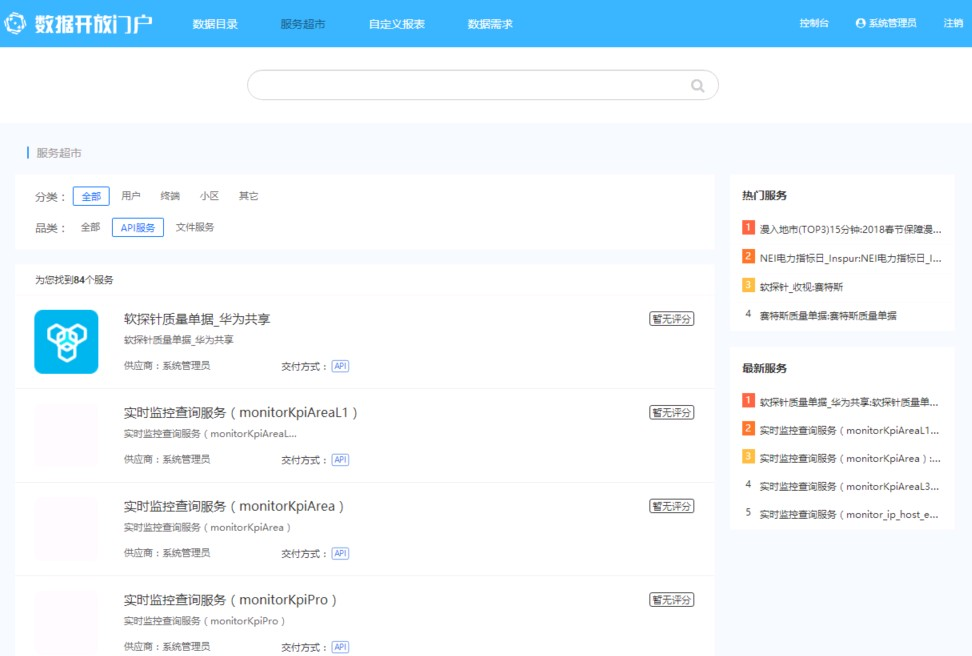 数据开放门户 数据目录 服务超市 自定义报表 数据需求 控制台 系统管理员 注销
服务超市
分类： 全部 用户 终端 小区 其它
品类： 全部 API服务 文件服务
为您找到84个服务
软探针质量单据_华为共享 暂无评分
软探针质量单据_华为共享
供应商：系统管理员 交付方式： API
实时监控查询服务（monitorKpiAreaL1） 暂无评分
实时监控查询服务（monitorKpiAreaL...
供应商：系统管理员 交付方式： API
实时监控查询服务（monitorKpiArea） 暂无评分
实时监控查询服务（monitorKpiArea）
供应商：系统管理员 交付方式： API
实时监控查询服务（monitorKpiPro） 暂无评分
实时监控查询服务（monitorKpiPro）
供应商：系统管理员 交付方式： API
热门服务
1 漫入地市(TOP3)15分钟:2018春节保障漫...
2 NEI电力指标日_Inspur:NEI电力指标日_I...
3 软探针_收视:赛特斯
4 赛特斯质量单据:赛特斯质量单据
最新服务
1 软探针质量单据_华为共享:软探针质量单...
2 实时监控查询服务（monitorKpiAreaL1...
3 实时监控查询服务（monitorKpiArea）:...
4 实时监控查询服务（monitorKpiAreaL3...
5 实时监控查询服务（monitor_ip_host_e...